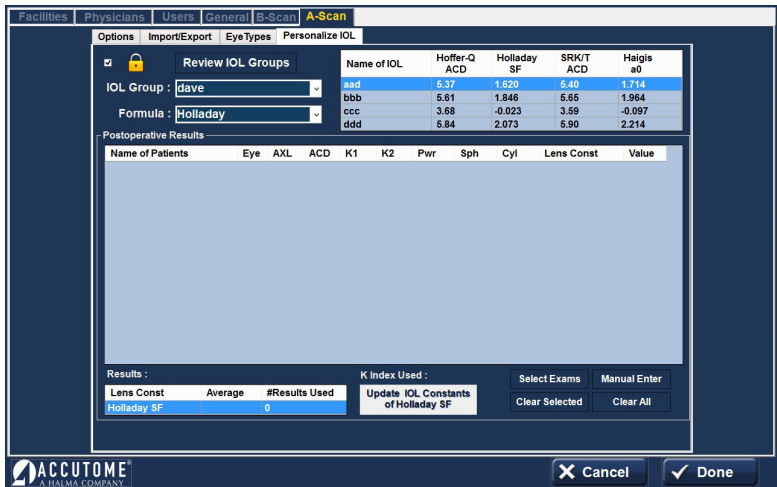 Facilities Physicians Users General B-Scan A-Scan
Options Import/Export EyeTypes Personalize IOL
Review IOL Groups
IOL Group : dave
Formula : Holladay
Name of IOL Hoffer-Q ACD Holladay SF SRK/T ACD Haigis a0
aad 5.37 1.620 5.40 1.714
bbb 5.61 1.846 5.65 1.964
ccc 3.68 -0.023 3.59 -0.097
ddd 5.84 2.073 5.90 2.214
Postoperative Results
Name of Patients Eye AXL ACD K1 K2 Pwr Sph Cyl Lens Const Value
Results :
Lens Const Average #Results Used
Holladay SF 0
K Index Used :
Update IOL Constants
of Holladay SF
Select Exams Manual Enter
Clear Selected Clear All
ACCUTOME®
A HALMA COMPANY
Cancel Done